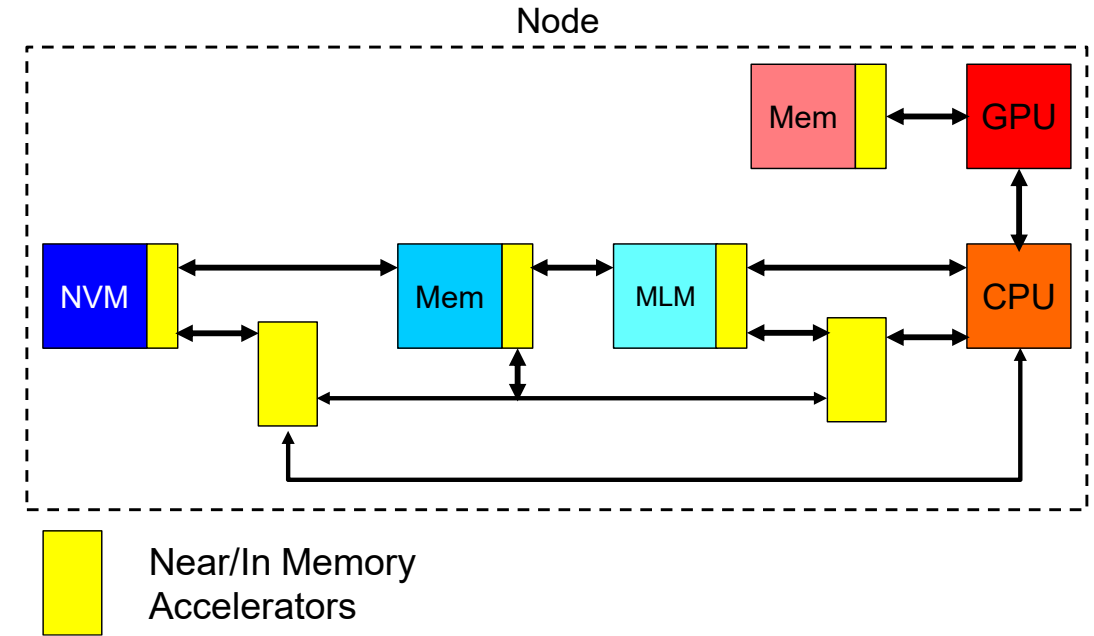 Node
Mem
GPU
NVM
Mem
MLM
CPU
Near/In Memory
Accelerators